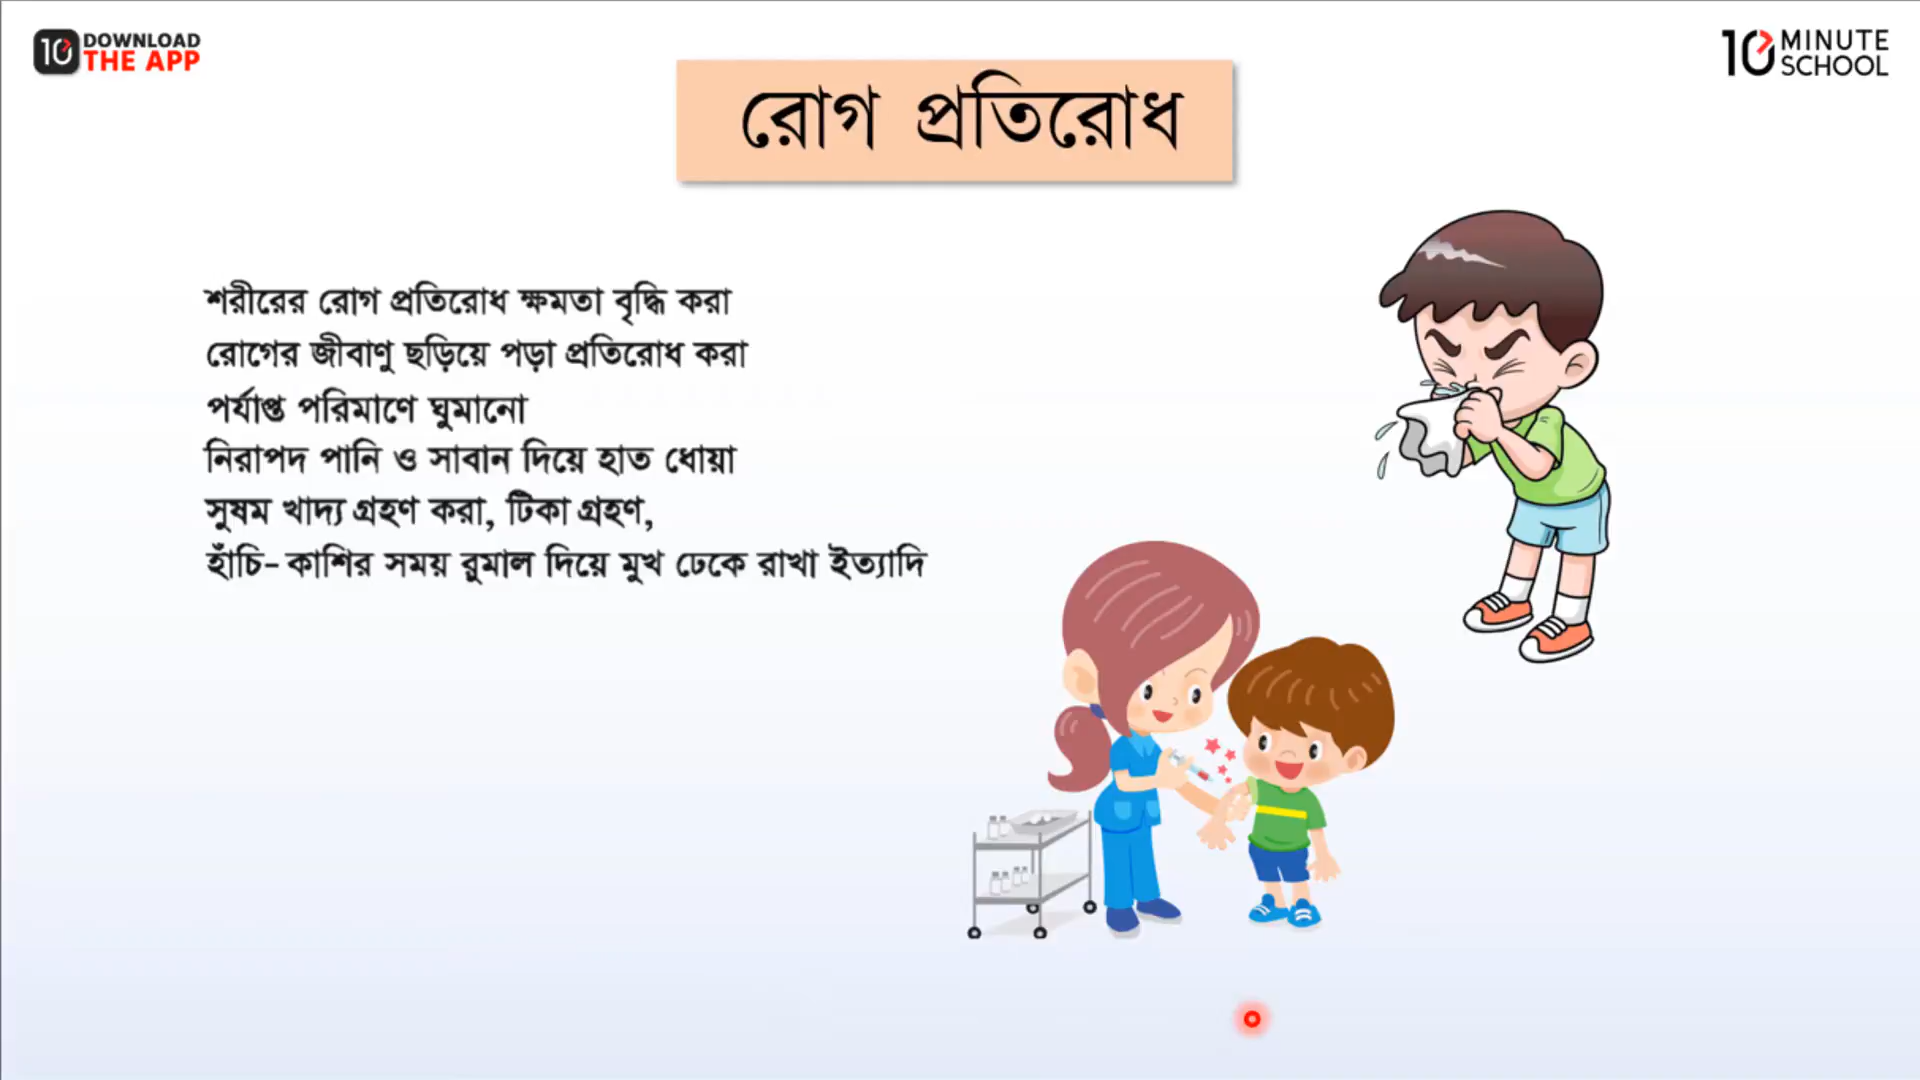 DOWNLOAD
THE APP
10 MINUTE
SCHOOL
রোগ প্রতিরোধ
শরীরের রোগ প্রতিরোধ ক্ষমতা বৃদ্ধি করা
রোগের জীবাণু ছড়িয়ে পড়া প্রতিরোধ করা
পর্যাপ্ত পরিমাণে ঘুমানো
নিরাপদ পানি ও সাবান দিয়ে হাত ধোয়া
সুষম খাদ্য গ্রহণ করা, টিকা গ্রহণ,
হাঁচি- কাশির সময় রুমাল দিয়ে মুখ ঢেকে রাখা ইত্যাদি